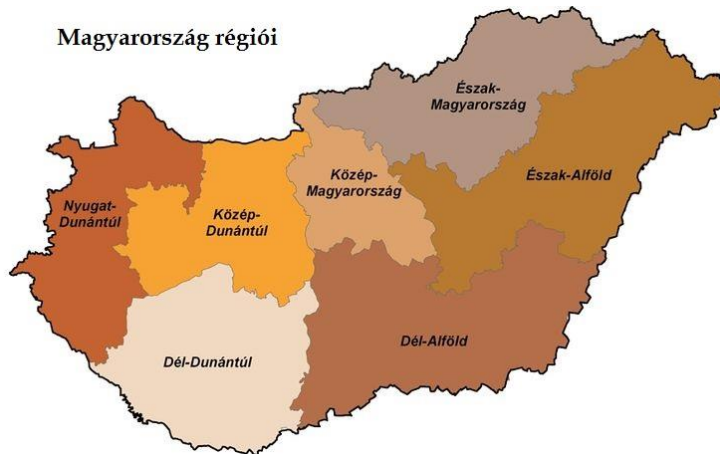 Magyarország régiói
Észak-
Magyarország
Közép-
Magyarország
Észak-Alföld
Nyugat-
Dunántúl
Közép-
Dunántúl
Dél-Dunántúl
Dél-Alföld